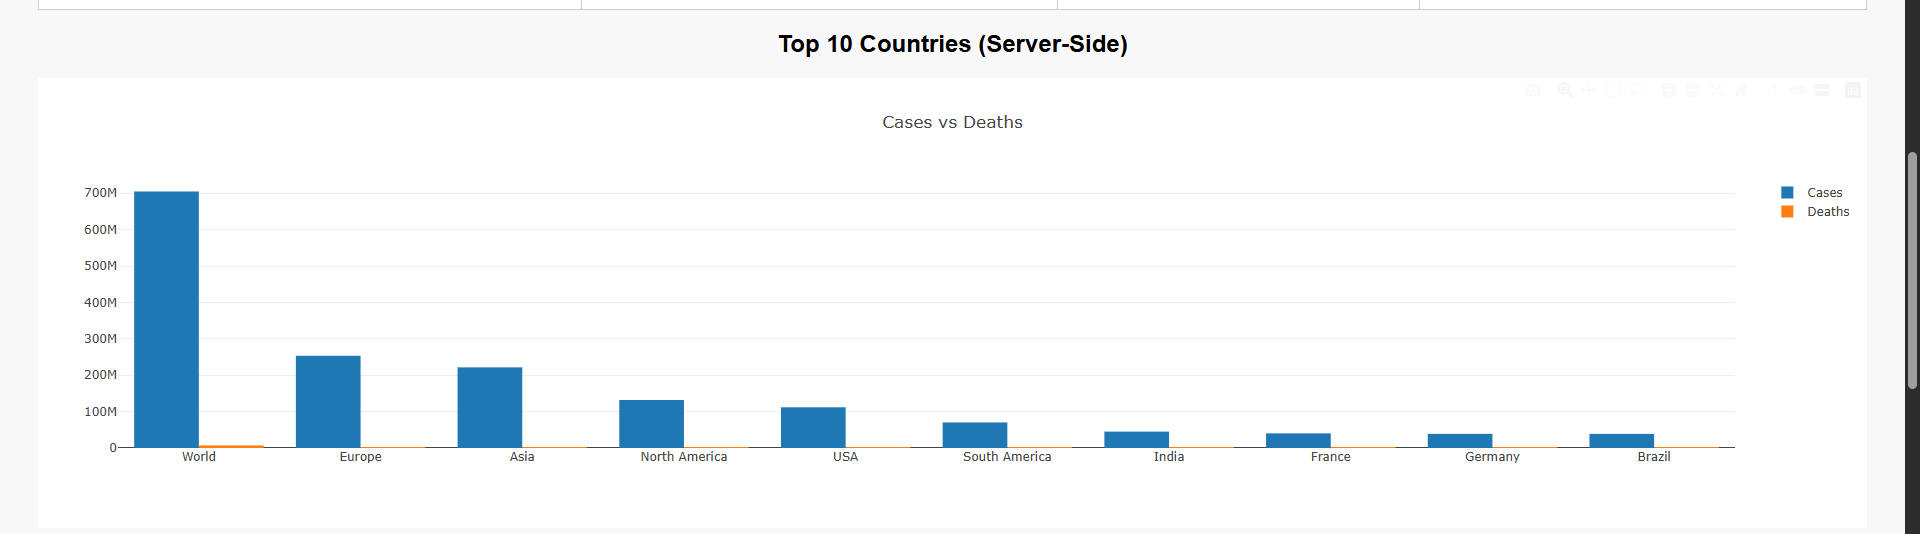 Top 10 Countries (Server-Side)
Cases vs Deaths
700M
600M
500M
400M
300M
200M
100M
0
World Europe Asia North America USA South America India France Germany Brazil
Cases
Deaths